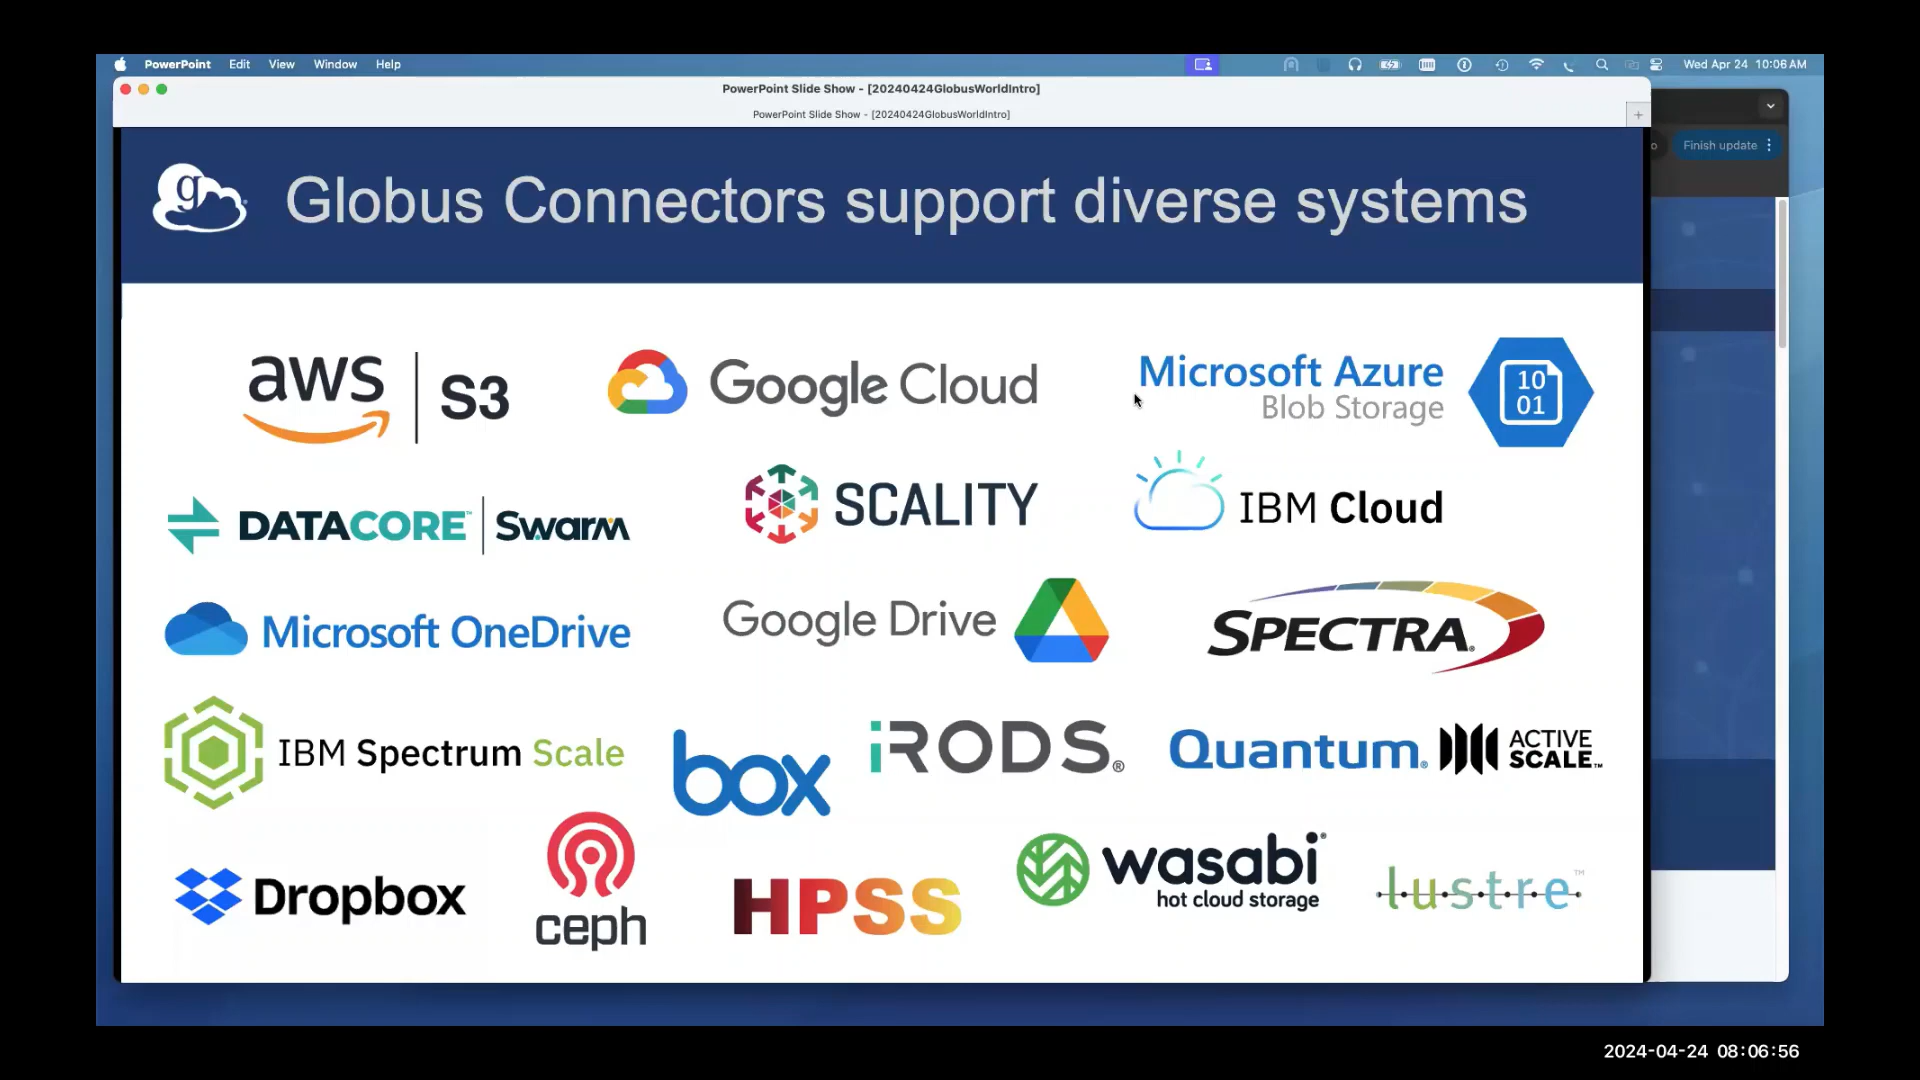 PowerPoint Edit View Window Help
Wed Apr 24 10:06 AM
PowerPoint Slide Show - [20240424GlobusWorldIntro]
PowerPoint Slide Show - [20240424GlobusWorldIntro]
Finish update
g
Globus Connectors support diverse systems
aws S3
Google Cloud
Microsoft Azure
Blob Storage
10
01
DATACORE™ Swarm
SCALITY
IBM Cloud
Microsoft OneDrive
Google Drive
SPECTRA®
IBM Spectrum Scale
box
iRODS®
Quantum®
ACTIVE
SCALE™
Dropbox
ceph
HPSS
wasabi®
hot cloud storage
lustre™
2024-04-24 08:06:56